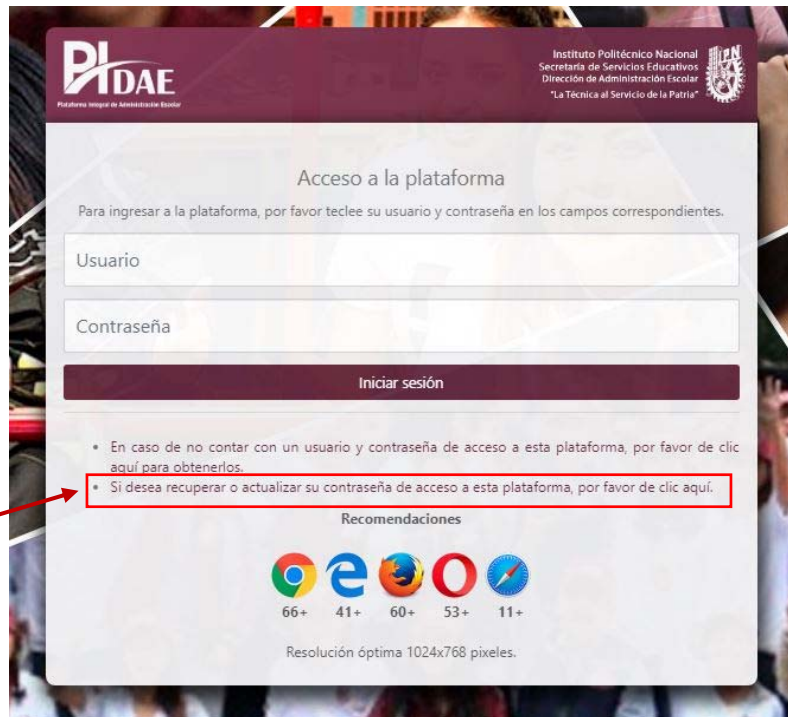 PIDAE
Plataforma Integral de Administración Escolar
Instituto Politécnico Nacional
Secretaría de Servicios Educativos
Dirección de Administración Escolar
"La Técnica al Servicio de la Patria"
IPN
Acceso a la plataforma
Para ingresar a la plataforma, por favor teclee su usuario y contraseña en los campos correspondientes.
Usuario
Contraseña
Iniciar sesión
• En caso de no contar con un usuario y contraseña de acceso a esta plataforma, por favor de clic
aquí para obtenerlos.
• Si desea recuperar o actualizar su contraseña de acceso a esta plataforma, por favor de clic aquí.
Recomendaciones
66+ 41+ 60+ 53+ 11+
Resolución óptima 1024x768 pixeles.